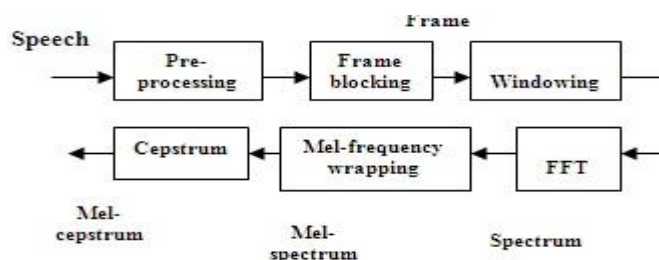 Frame
Speech
Pre-
processing
Frame
blocking
Windowing
Cepstrum
Mel-frequency
wrapping
FFT
Mel-
cepstrum
Mel-
spectrum
Spectrum